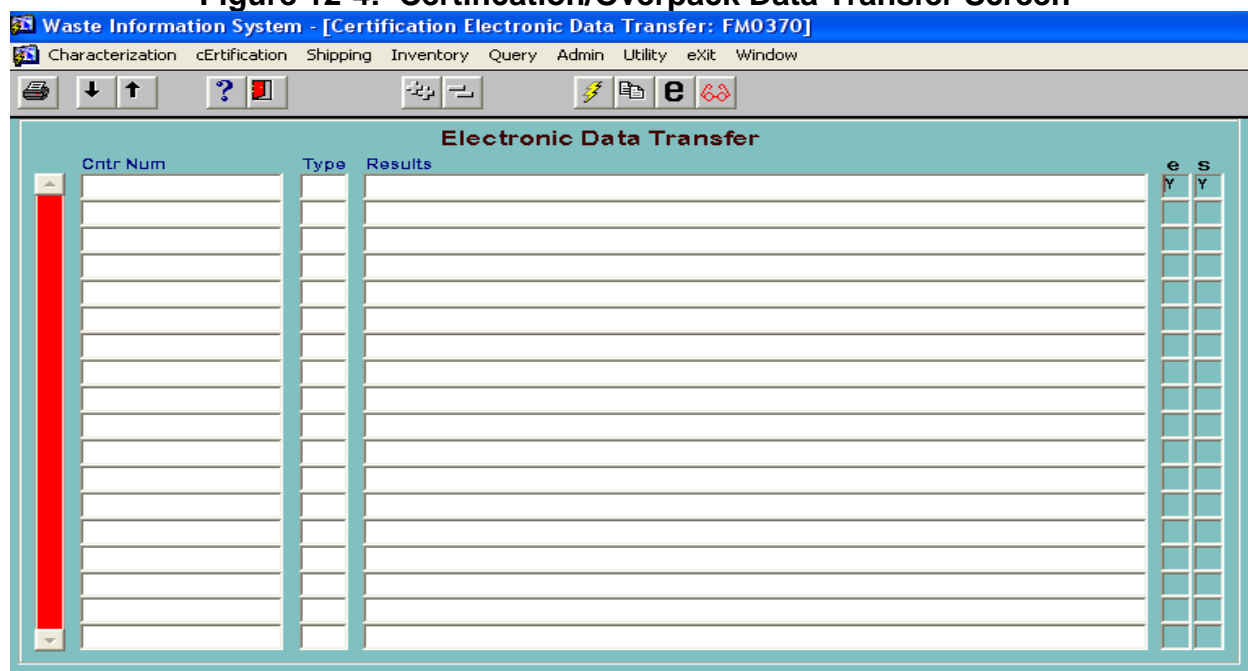 Figure 12-4: Certification/Overpack Data Transfer Screen
Waste Information System - [Certification Electronic Data Transfer: FM0370]
Characterization cErtification Shipping Inventory Query Admin Utility eXit Window
? e
Electronic Data Transfer
Cntr Num Type Results e s
Y Y